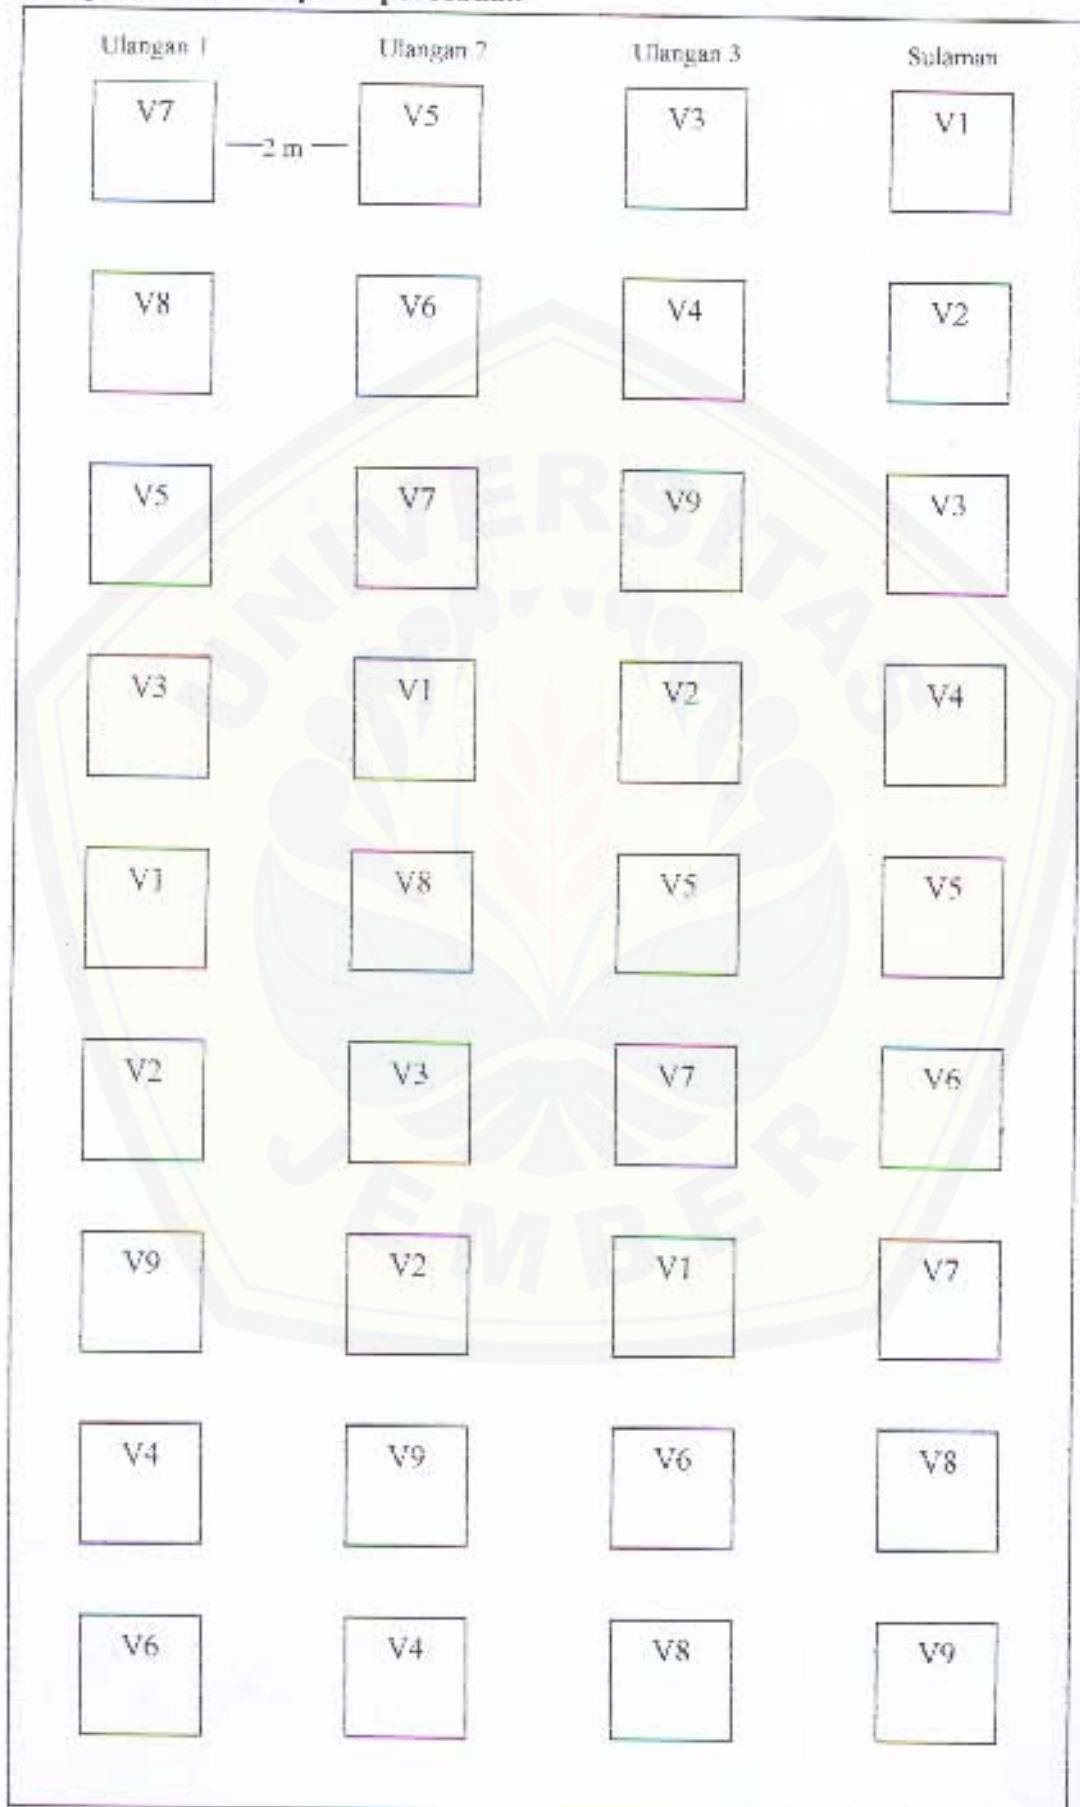 Ulangan 1 Ulangan 2 Ulangan 3 Sulaman
V7 —2 m— V5 V3 V1
V8 V6 V4 V2
V5 V7 V9 V3
V3 V1 V2 V4
V1 V8 V5 V5
V2 V3 V7 V6
V9 V2 V1 V7
V4 V9 V6 V8
V6 V4 V8 V9
UNIVERSITAS
JEMBER